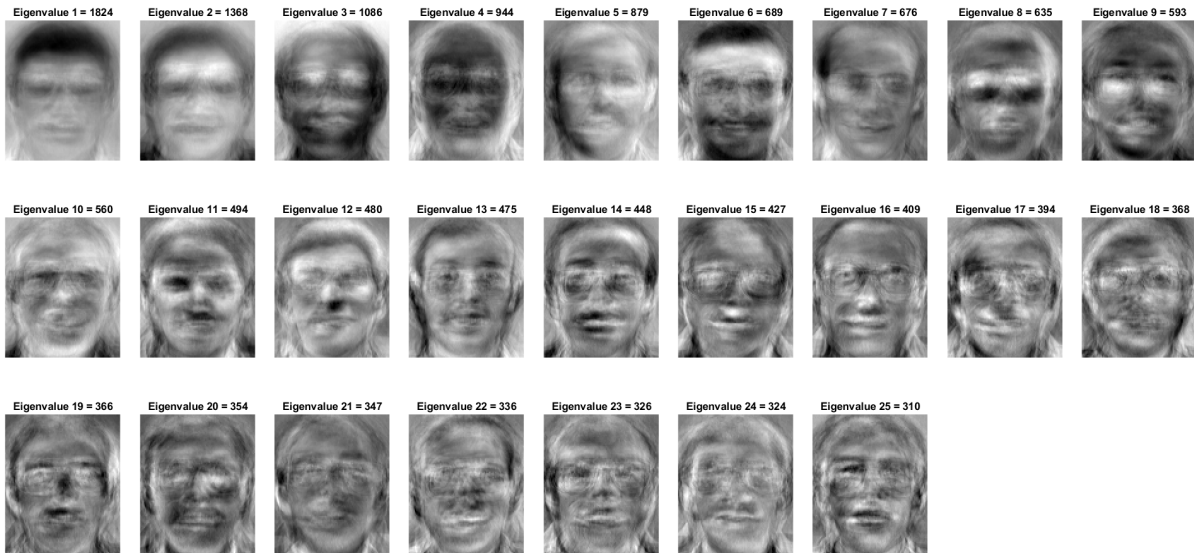 Eigenvalue 1 = 1824 Eigenvalue 2 = 1368 Eigenvalue 3 = 1086 Eigenvalue 4 = 944 Eigenvalue 5 = 879 Eigenvalue 6 = 689 Eigenvalue 7 = 676 Eigenvalue 8 = 635 Eigenvalue 9 = 593
Eigenvalue 10 = 560 Eigenvalue 11 = 494 Eigenvalue 12 = 480 Eigenvalue 13 = 475 Eigenvalue 14 = 448 Eigenvalue 15 = 427 Eigenvalue 16 = 409 Eigenvalue 17 = 394 Eigenvalue 18 = 368
Eigenvalue 19 = 366 Eigenvalue 20 = 354 Eigenvalue 21 = 347 Eigenvalue 22 = 336 Eigenvalue 23 = 326 Eigenvalue 24 = 324 Eigenvalue 25 = 310